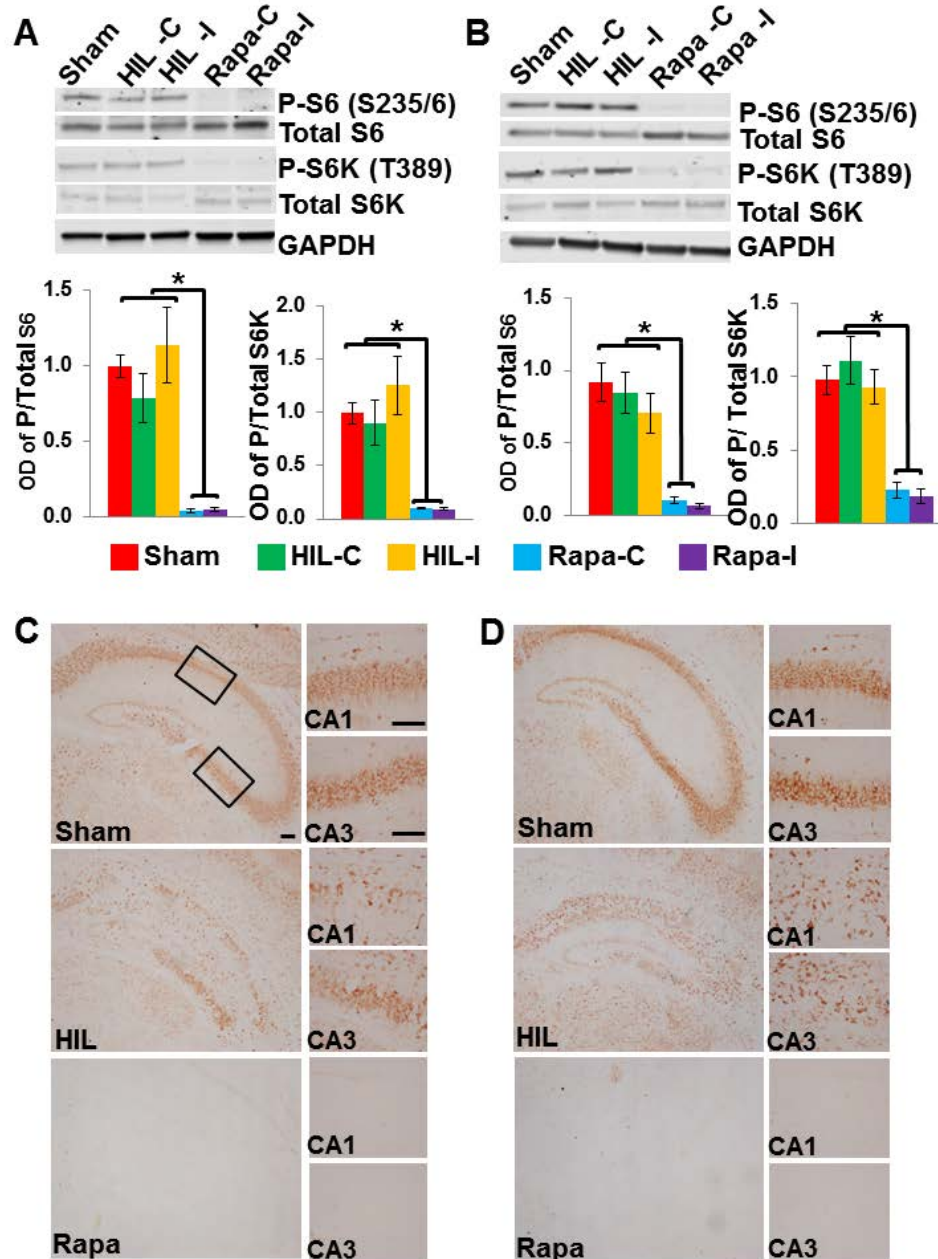 A
Sham HIL -C HIL -I Rapa-C Rapa-I
P-S6 (S235/6)
Total S6
P-S6K (T389)
Total S6K
GAPDH
B
Sham HIL -C HIL -I Rapa -C Rapa -I
P-S6 (S235/6)
Total S6
P-S6K (T389)
Total S6K
GAPDH
OD of P/Total S6
1.5
1.0
0.5
0.0
*
OD of P/Total S6K
2.0
1.5
1.0
0.5
0.0
*
OD of P/Total S6
1.5
1.0
0.5
0.0
*
OD of P/ Total S6K
1.5
1.0
0.5
0.0
*
Sham HIL-C HIL-I Rapa-C Rapa-I
C
Sham
CA1
CA3
HIL
CA1
CA3
Rapa
CA1
CA3
D
Sham
CA1
CA3
HIL
CA1
CA3
Rapa
CA1
CA3